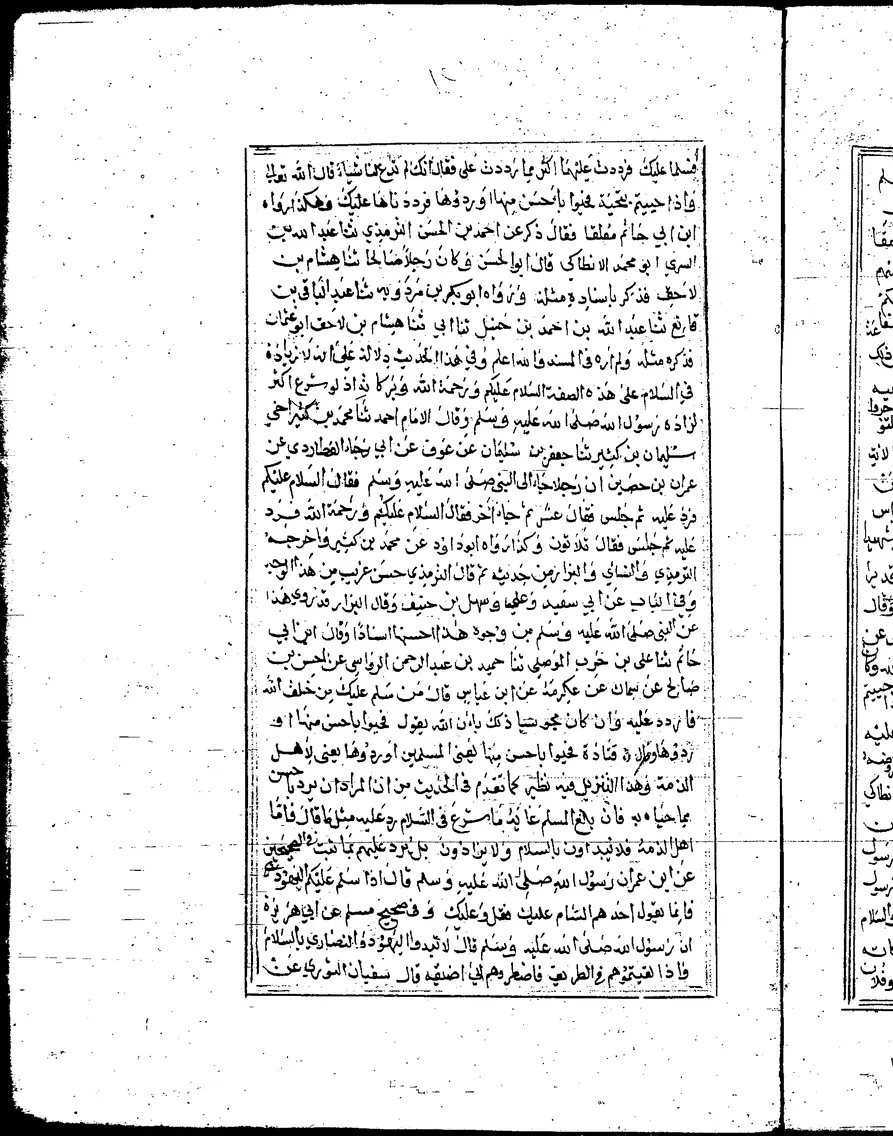 ٢١
فسلما عليك فرددت عليهما اكثر مما رددت على فقال انك لم تدع لنا شياء قال الله تعالى
واذا حييتم بتحية فحيوا باحسن منها او ردوها فرددناها عليك وهكذا رواه
ابن ابي حاتم معلقا فقال ذكر عن احمد بن الحسن الترمذي ثنا عبد الله بن
السرى ابو محمد الانطاكي قال ابو الحسن وكان رجلا صالحا ثنا هشام بن
لاحق فذكر باسناده مثله ورواه ابو بكر بن مردويه ثنا عبد الباقي بن
قانع ثنا عبد الله بن احمد بن حنبل ثنا ابي ثنا هشام بن لاحق ابو عثمان
فذكره مثله ولم اره في المسند والله اعلم وفي هذا الحديث دلالة على انه لا زيادة
في السلام على هذه الصفة السلام عليكم ورحمة الله وبركاته اذ لو شرع اكثر
لزاده رسول الله صلى الله عليه وسلم وقال الامام احمد ثنا محمد بن كثير اخى
سليمان بن كثير ثنا جعفر بن سليمان عن عوف عن ابي رجاء العطاردي عن
عمران بن حصين ان رجلا جاء الى النبي صلى الله عليه وسلم فقال السلام عليكم
فرد عليه ثم جلس فقال عشر ثم جاء اخر فقال السلام عليكم ورحمة الله فرد
عليه ثم جلس فقال ثلاثون وكذا رواه ابو داود عن محمد بن كثير واخرجه
الترمذي والنساي والبزار من حديثه ثم قال الترمذي حسن غريب من هذا الوجه
وفي الباب عن ابي سعيد وعلي وسهل بن حنيف وقال البزار قد روي هذا
عن النبي صلى الله عليه وسلم من وجوه هذا احسنها اسنادا وقال ابن ابي
حاتم ثنا على بن حرب الموصلي ثنا حميد بن عبد الرحمن الرواسي عن الحسن بن
صالح عن سماك عن عكرمة عن ابن عباس قال من سلم عليك من خلف الله
فاردد عليه وان كان مجوسيا ذلك بان الله يقول فحيوا باحسن منها او
ردوها وقال قتادة فحيوا باحسن منها يعني المسلمين او ردوها يعنى لاهل
الذمة وهذا التنزيل فيه نظر كما تقدم في الحديث من ان المراد ان يرد باحسن
مما حياه به فان بلغ المسلم غاية ما شرع في السلام رد عليه مثل ما قال فاما
اهل الذمة فلا يبداون بالسلام ولا يزادون بل يرد عليهم بما ثبت في الصحيحين
عن ابن عمر ان رسول الله صلى الله عليه وسلم قال اذا سلم عليكم اليهود
فانما يقول احدهم السام عليك فقل وعليك وفي صحيح مسلم عن ابي هريرة
ان رسول الله صلى الله عليه وسلم قال لا تبدوا اليهود والنصارى بالسلام
واذا لقيتموهم في الطريق فاضطروهم الى اضيقه قال سفيان الثوري عن